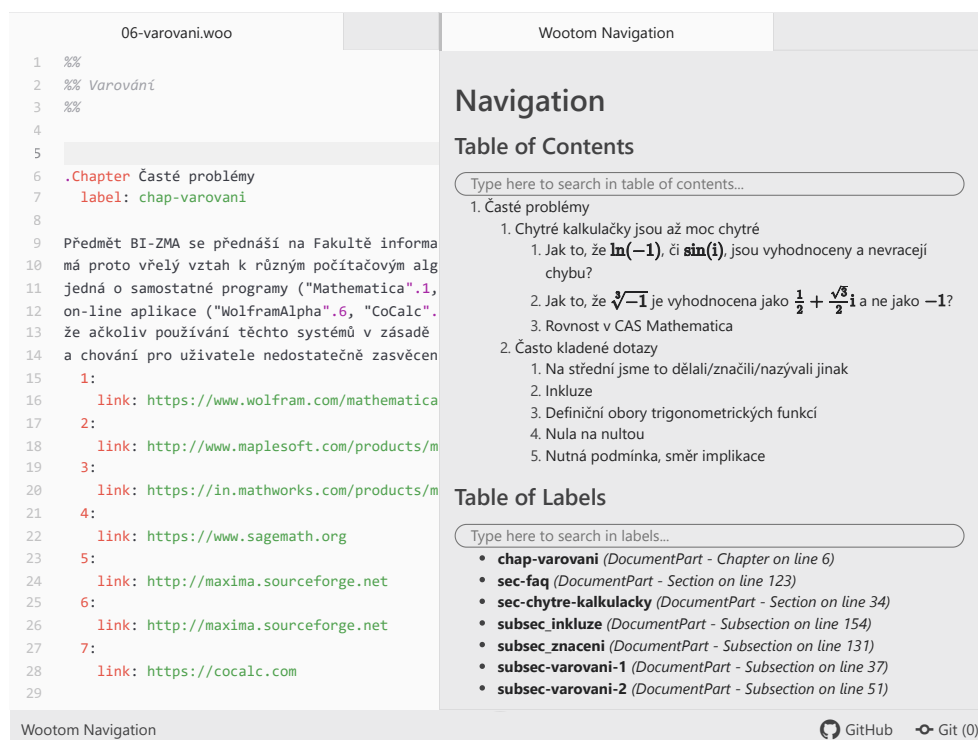 06-varovani.woo
1 %%
2 %% Varování
3 %%
4
5
6 .Chapter Časté problémy
7 label: chap-varovani
8
9 Předmět BI-ZMA se přednáší na Fakultě informa
10 má proto vřelý vztah k různým počítačovým alg
11 jedná o samostatné programy ("Mathematica".1,
12 on-line aplikace ("WolframAlpha".6, "CoCalc".
13 že ačkoliv používání těchto systémů v zásadě
14 a chování pro uživatele nedostatečně zasvěcen
15 1:
16 link: https://www.wolfram.com/mathematica
17 2:
18 link: http://www.maplesoft.com/products/m
19 3:
20 link: https://in.mathworks.com/products/m
21 4:
22 link: https://www.sagemath.org
23 5:
24 link: http://maxima.sourceforge.net
25 6:
26 link: http://maxima.sourceforge.net
27 7:
28 link: https://cocalc.com
29
Wootom Navigation
Navigation
Table of Contents
Type here to search in table of contents...
1. Časté problémy
1. Chytré kalkulačky jsou až moc chytré
1. Jak to, že ln(−1), či sin(i), jsou vyhodnoceny a nevracejí
chybu?
2. Jak to, že ∛−1 je vyhodnocena jako 1/2 + √3/2 i a ne jako −1?
3. Rovnost v CAS Mathematica
2. Často kladené dotazy
1. Na střední jsme to dělali/značili/nazývali jinak
2. Inkluze
3. Definiční obory trigonometrických funkcí
4. Nula na nultou
5. Nutná podmínka, směr implikace
Table of Labels
Type here to search in labels...
• chap-varovani (DocumentPart - Chapter on line 6)
• sec-faq (DocumentPart - Section on line 123)
• sec-chytre-kalkulacky (DocumentPart - Section on line 34)
• subsec_inkluze (DocumentPart - Subsection on line 154)
• subsec_znaceni (DocumentPart - Subsection on line 131)
• subsec-varovani-1 (DocumentPart - Subsection on line 37)
• subsec-varovani-2 (DocumentPart - Subsection on line 51)
Wootom Navigation
GitHub
Git (0)